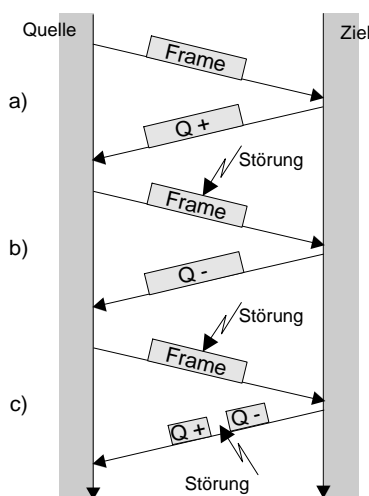 Quelle
Ziel
Frame
a)
Q +
Störung
Frame
b)
Q -
Störung
Frame
c)
Q +
Q -
Störung